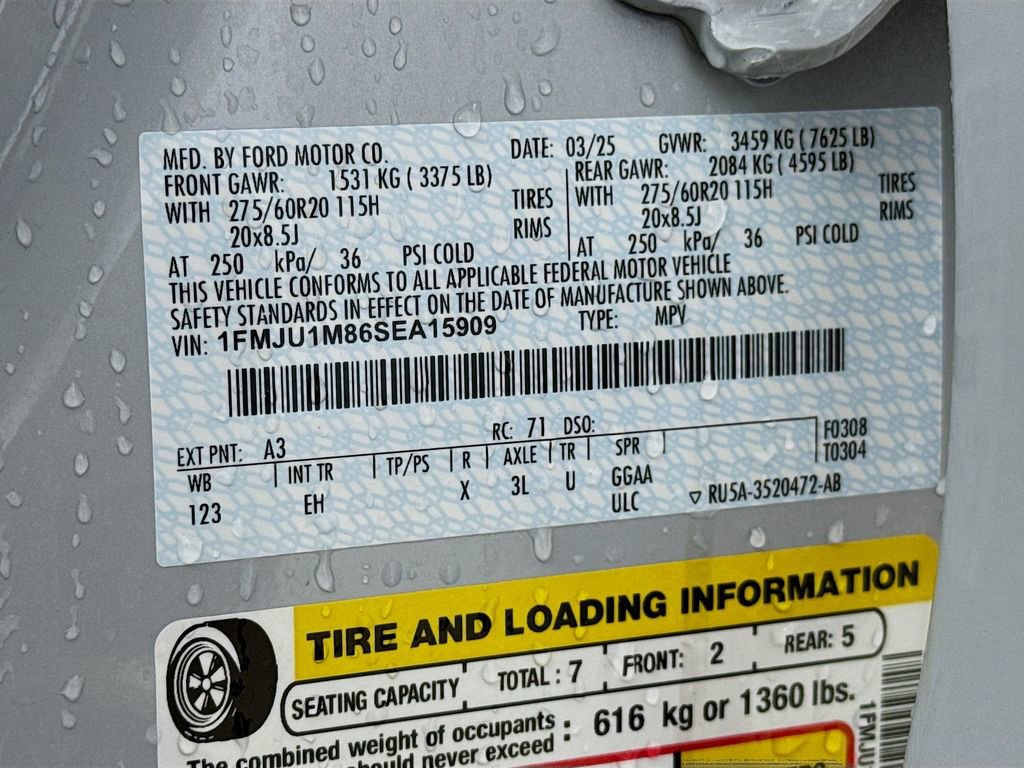 MFD. BY FORD MOTOR CO. DATE: 03/25 GVWR: 3459 KG ( 7625 LB)
FRONT GAWR: 1531 KG ( 3375 LB) REAR GAWR: 2084 KG ( 4595 LB)
WITH 275/60R20 115H TIRES WITH 275/60R20 115H TIRES
20x8.5J RIMS 20x8.5J RIMS
AT 250 kPa/ 36 PSI COLD AT 250 kPa/ 36 PSI COLD
THIS VEHICLE CONFORMS TO ALL APPLICABLE FEDERAL MOTOR VEHICLE
SAFETY STANDARDS IN EFFECT ON THE DATE OF MANUFACTURE SHOWN ABOVE.
VIN: 1FMJU1M86SEA15909 TYPE: MPV
EXT PNT: A3 RC: 71 DSO: F0308
WB INT TR TP/PS R AXLE TR SPR T0304
123 EH X 3L U GGAA
ULC RU5A-3520472-AB
TIRE AND LOADING INFORMATION
SEATING CAPACITY TOTAL : 7 FRONT: 2 REAR: 5
The combined weight of occupants : 616 kg or 1360 lbs.
should never exceed
1FMJU